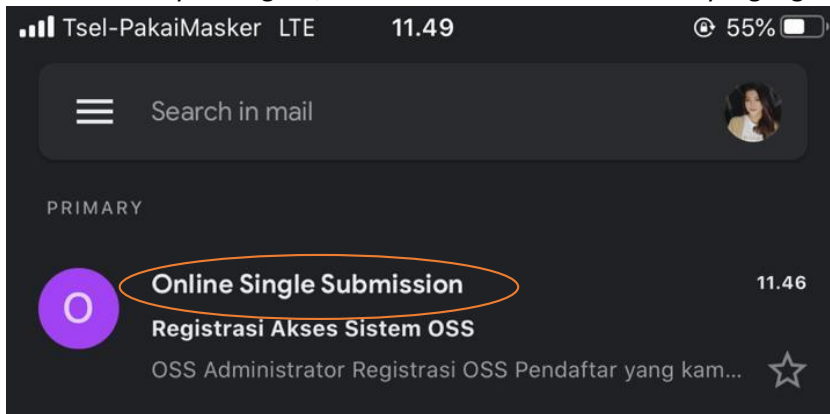 Tsel-PakaiMasker LTE 11.49 55%
Search in mail
PRIMARY
O
Online Single Submission 11.46
Registrasi Akses Sistem OSS
OSS Administrator Registrasi OSS Pendaftar yang kam...